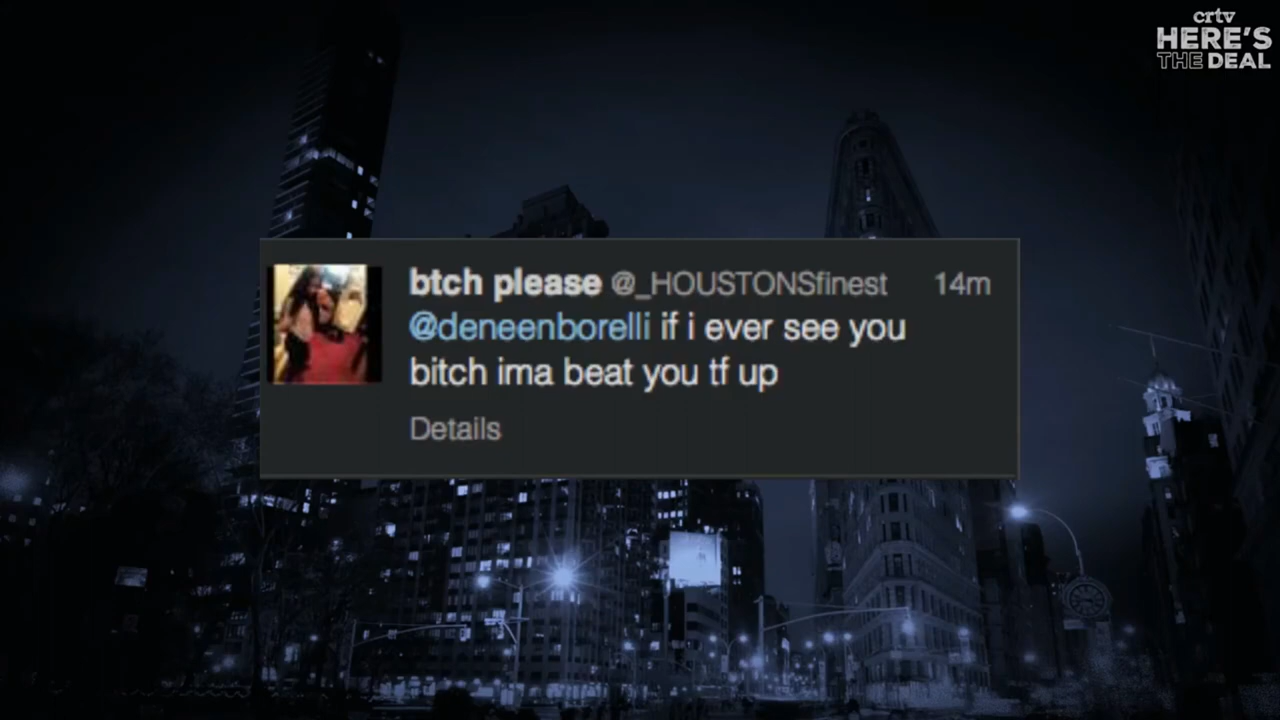 crtv
HERE'S
THE DEAL
btch please @_HOUSTONSfinest 14m
@deneenborelli if i ever see you
bitch ima beat you tf up
Details